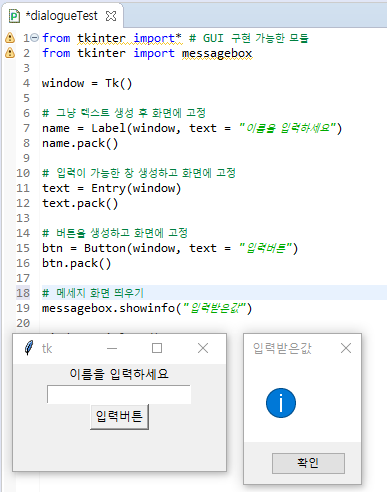 *dialogueTest
1 from tkinter import* # GUI 구현 가능한 모듈
2 from tkinter import messagebox
3
4 window = Tk()
5
6 # 그냥 텍스트 생성 후 화면에 고정
7 name = Label(window, text = "이름을 입력하세요")
8 name.pack()
9
10 # 입력이 가능한 창 생성하고 화면에 고정
11 text = Entry(window)
12 text.pack()
13
14 # 버튼을 생성하고 화면에 고정
15 btn = Button(window, text = "입력버튼")
16 btn.pack()
17
18 # 메세지 화면 띄우기
19 messagebox.showinfo("입력받은값")
20
tk
이름을 입력하세요
입력버튼
입력받은값
i
확인